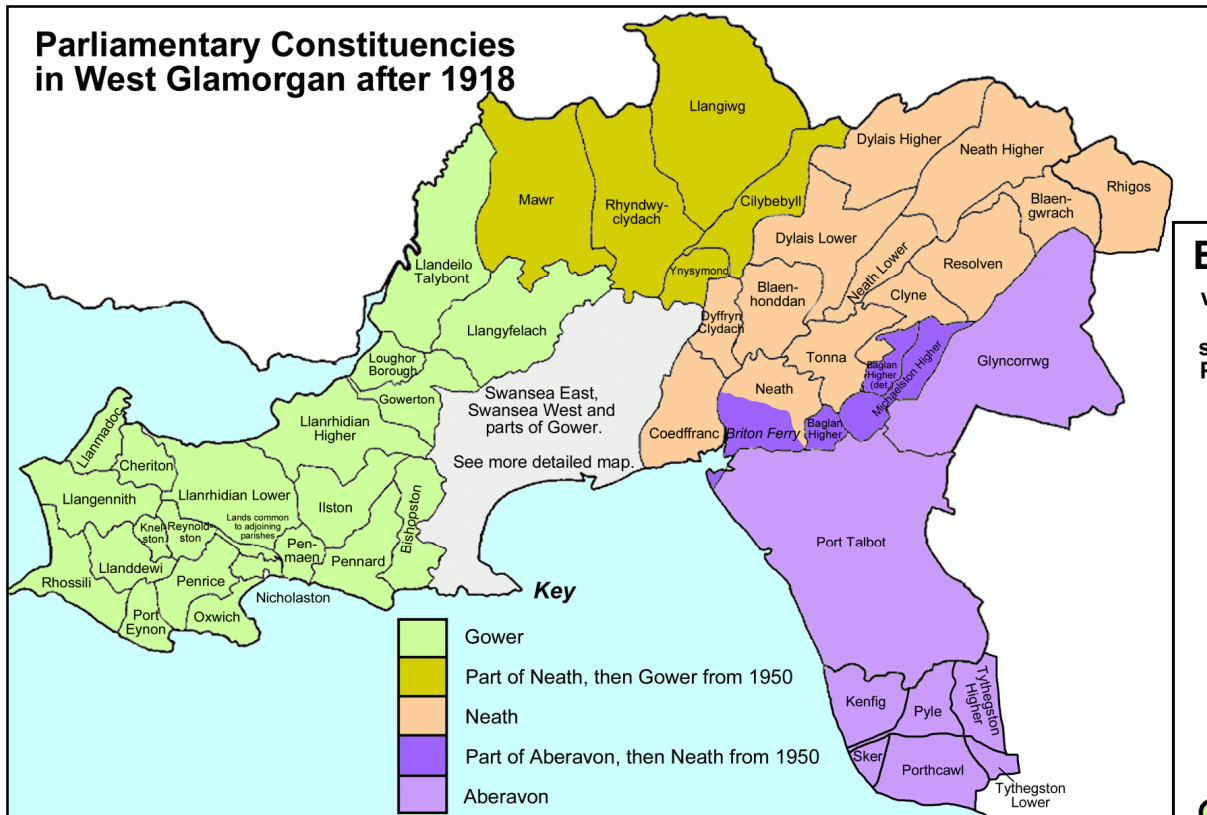 Parliamentary Constituencies
in West Glamorgan after 1918
Llangiwg
Dylais Higher
Neath Higher
Rhigos
Mawr
Rhyndwy-
clydach
Cilybebyll
Blaen-
gwrach
Dylais Lower
Neath Lower
Resolven
Llandeilo
Talybont
Ynysymond
Blaen-
honddan
Clyne
Llangyfelach
Dyffryn
Clydach
Tonna
Glyncorrwg
Loughor
Borough
Baglan
Higher
(det.)
Michaelston Higher
Neath
Gowerton
Swansea East,
Swansea West and
parts of Gower.
See more detailed map.
Llanrhidian
Higher
Coedffranc
Briton Ferry
Baglan
Higher
Llanmadoc
Cheriton
Llangennith
Llanrhidian Lower
Ilston
Bishopston
Lands common
to adjoining
parishes
Knel-
ston
Reynold-
ston
Pen-
maen
Pennard
Port Talbot
Llanddewi
Rhossili
Penrice
Nicholaston
Port
Eynon
Oxwich
Key
Gower
Part of Neath, then Gower from 1950
Neath
Part of Aberavon, then Neath from 1950
Aberavon
Kenfig
Pyle
Tythegston
Higher
Sker
Porthcawl
Tythegston
Lower